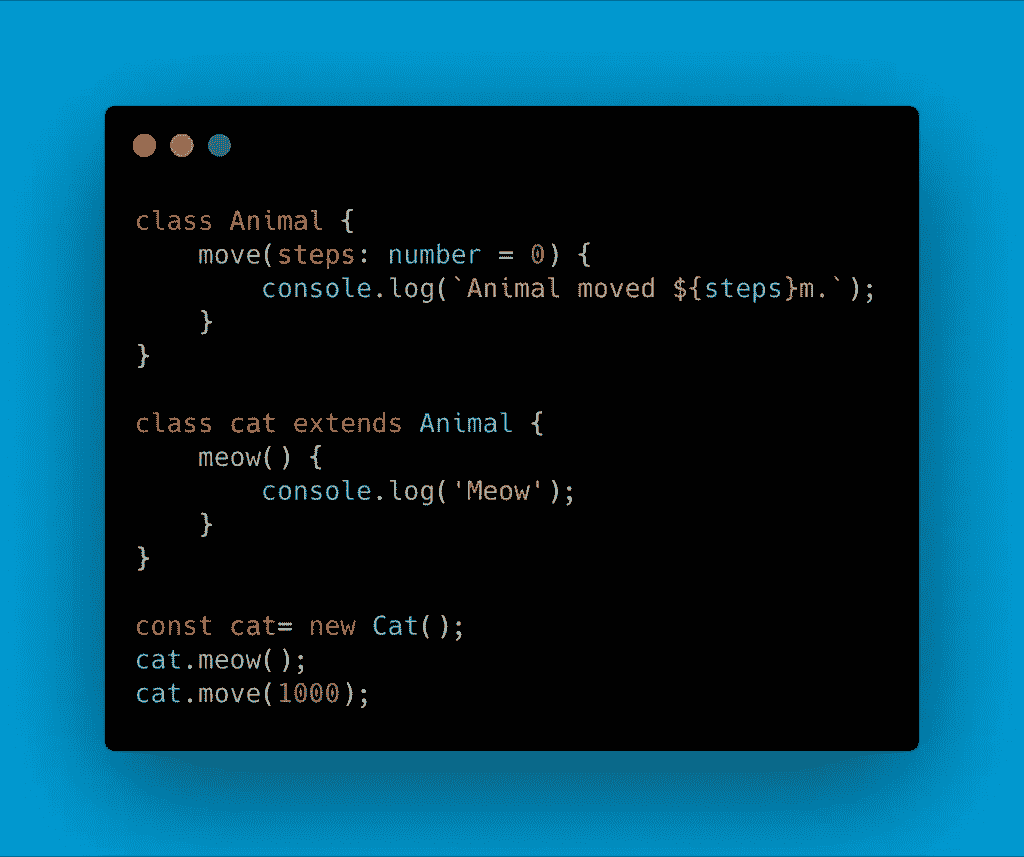 class Animal {
    move(steps: number = 0) {
        console.log(`Animal moved ${steps}m.`);
    }
}

class cat extends Animal {
    meow() {
        console.log('Meow');
    }
}

const cat= new Cat();
cat.meow();
cat.move(1000);